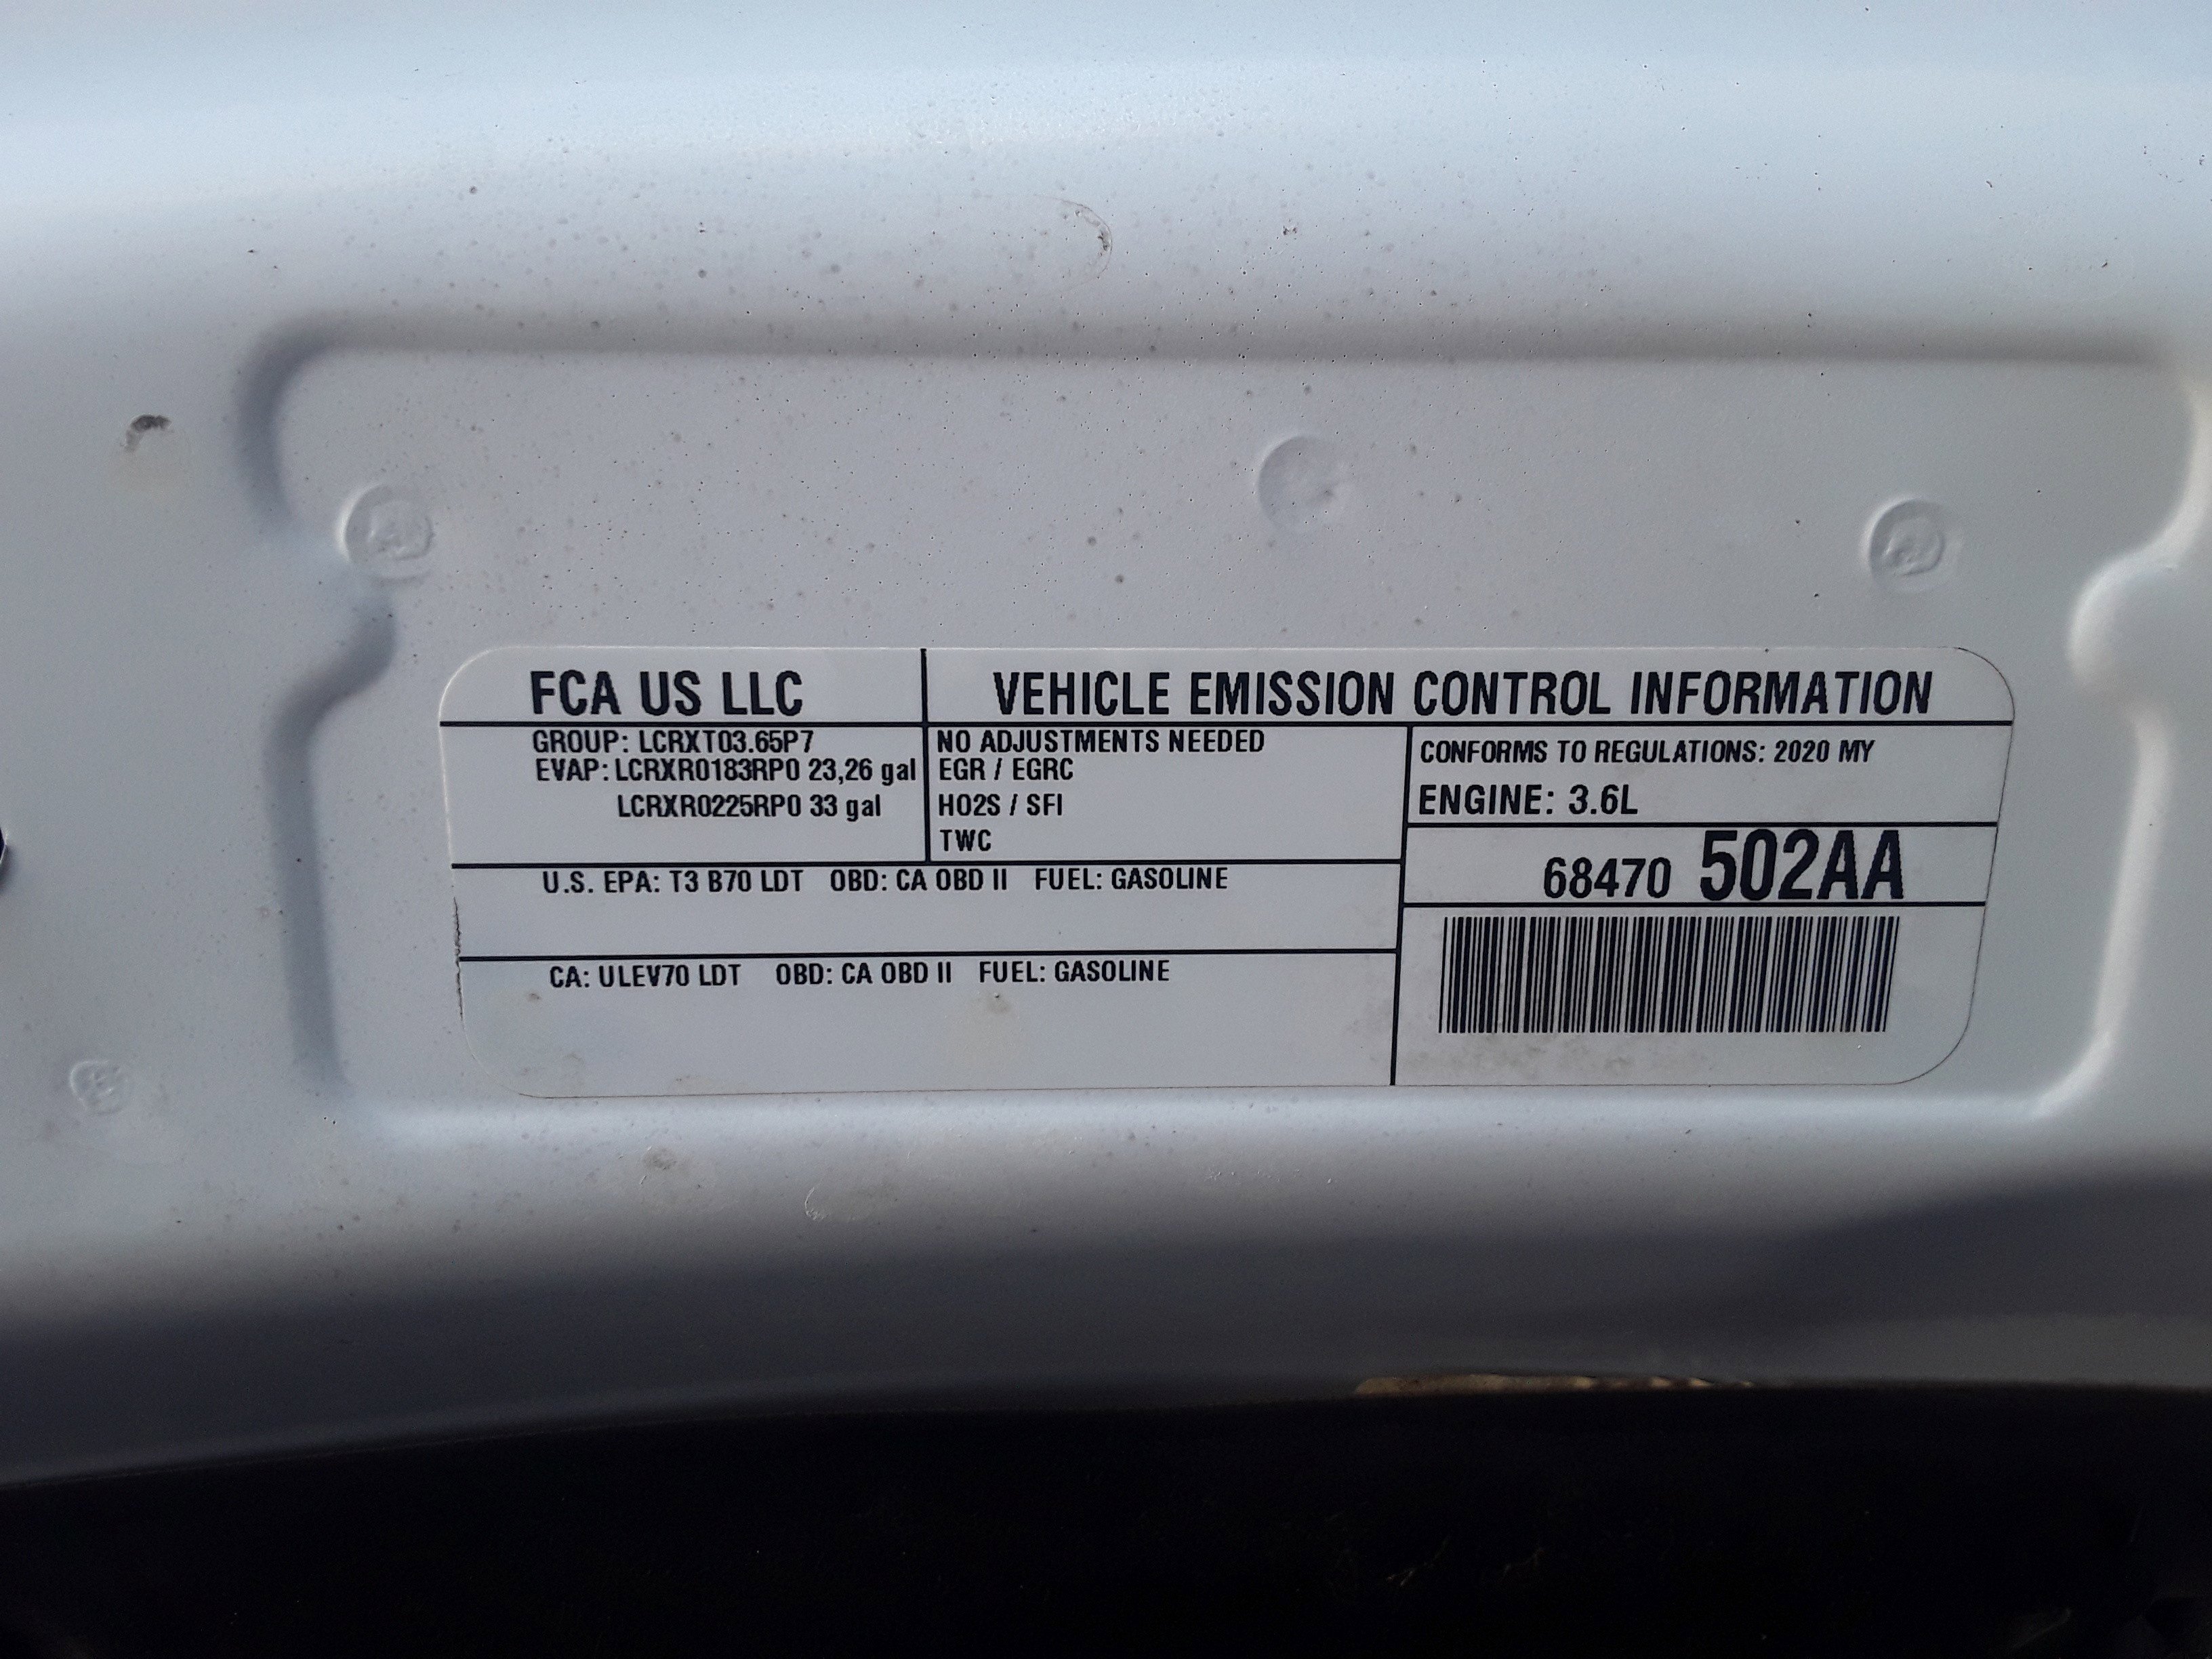 FCA US LLC
VEHICLE EMISSION CONTROL INFORMATION
GROUP: LCRXT03.65P7
EVAP: LCRXR0183RP0 23,26 gal
LCRXR0225RP0 33 gal
NO ADJUSTMENTS NEEDED
EGR / EGRC
HO2S / SFI
TWC
CONFORMS TO REGULATIONS: 2020 MY
ENGINE: 3.6L
68470 502AA
U.S. EPA: T3 B70 LDT OBD: CA OBD II FUEL: GASOLINE
CA: ULEV70 LDT OBD: CA OBD II FUEL: GASOLINE